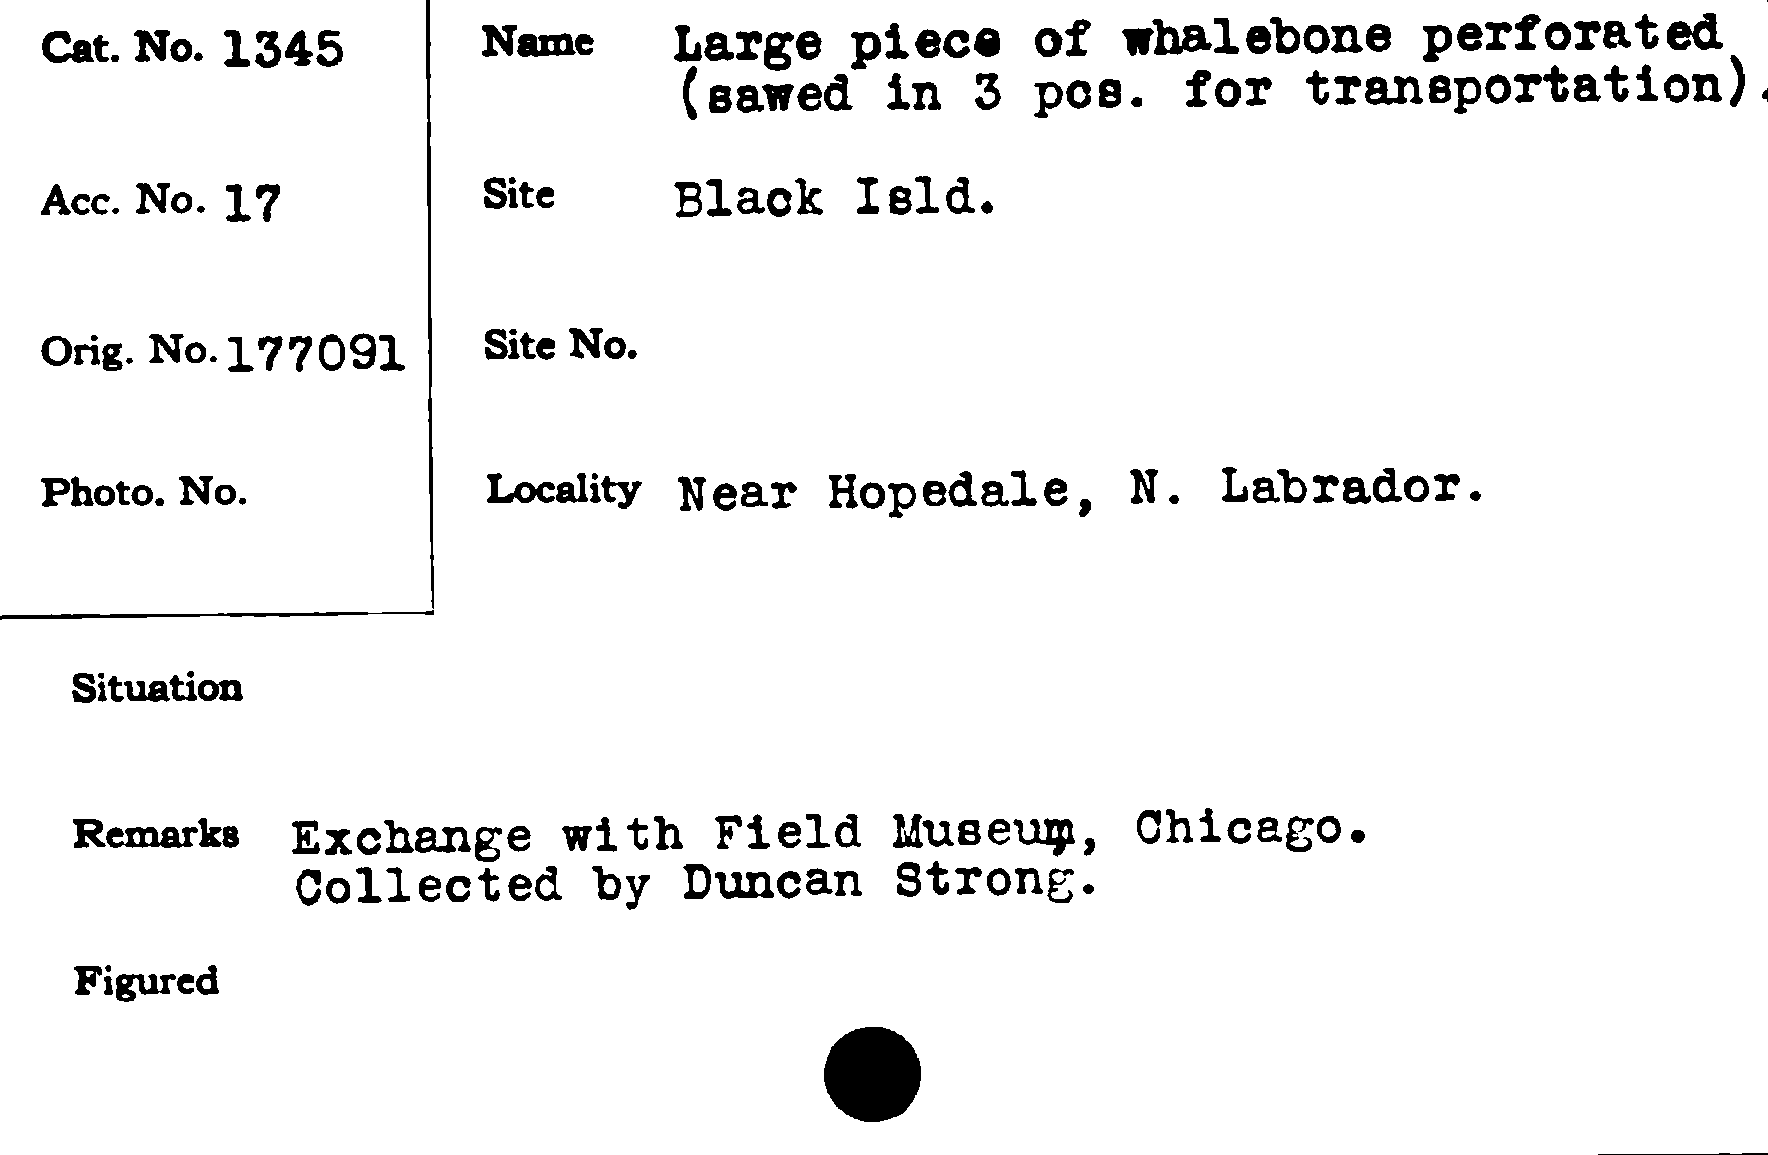 Cat. No. 1345
Name Large piece of whalebone perforated
(sawed in 3 pcs. for transportation).
Acc. No. 17
Site Black Isld.
Orig. No. 177091
Site No.
Photo. No.
Locality Near Hopedale, N. Labrador.
Situation
Remarks Exchange with Field Museum, Chicago.
Collected by Duncan Strong.
Figured